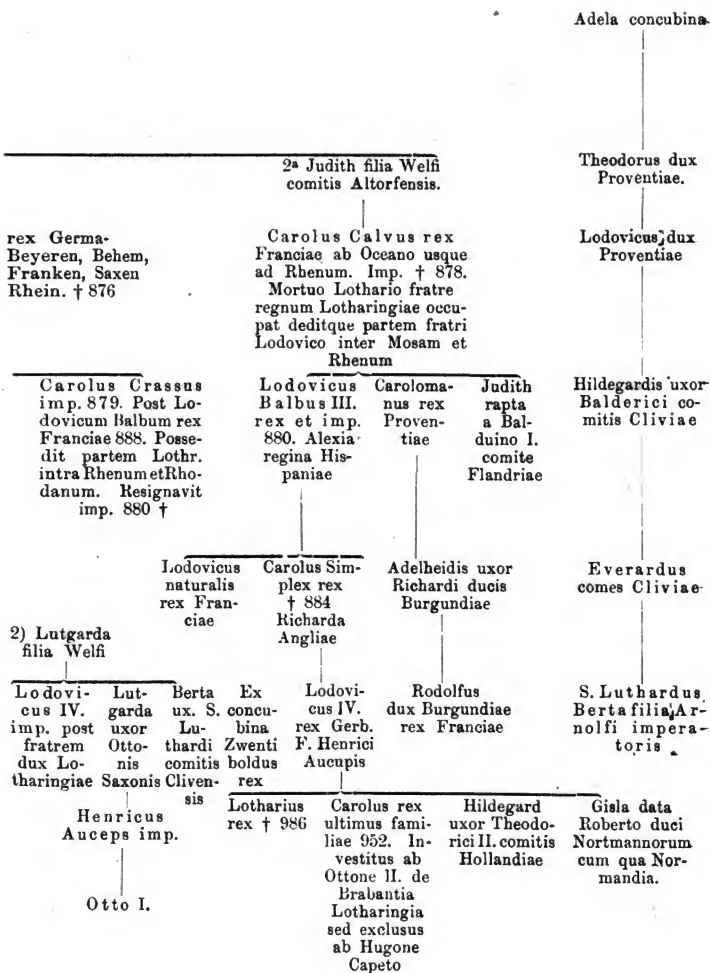 Adela concubina
2ª Judith filia Welfi
comitis Altorfensis.
Theodorus dux
Proventiae.
rex Germa-
Beyeren, Behem,
Franken, Saxen
Rhein. † 876
Carolus Calvus rex
Franciae ab Oceano usque
ad Rhenum. Imp. † 878.
Mortuo Lothario fratre
regnum Lotharingiae occu-
pat deditque partem fratri
Lodovico inter Mosam et
Rhenum
Lodovicus, dux
Proventiae
Carolus Crassus
imp. 879. Post Lo-
dovicum Balbum rex
Franciae 888. Posse-
dit partem Lothr.
intra Rhenum et Rho-
danum. Resignavit
imp. 880 †
Lodovicus
Balbus III.
rex et imp.
880. Alexia
regina His-
paniae
Caroloma-
nus rex
Proven-
tiae
Judith
rapta
a Bal-
duino I.
comite
Flandriae
Hildegardis uxor
Balderici co-
mitis Cliviae
Lodovicus
naturalis
rex Fran-
ciae
Carolus Sim-
plex rex
† 884
Richarda
Angliae
Adelheidis uxor
Richardi ducis
Burgundiae
Everardus
comes Cliviae
2) Lutgarda
filia Welfi
Lodovi-
cus IV.
imp. post
fratrem
dux Lo-
tharingiae
Lut-
garda
uxor
Otto-
nis
Saxonis
Berta
ux. S.
Lu-
thardi
comitis
Cliven-
sis
Ex
concu-
bina
Zwenti
boldus
rex
Lodovi-
cus IV.
rex Gerb.
F. Henrici
Aucupis
Rodolfus
dux Burgundiae
rex Franciae
S. Luthardus
Berta filia Ar-
nolfi impera-
toris
Henricus
Auceps imp.
Otto I.
Lotharius
rex † 986
Carolus rex
ultimus fami-
liae 952. In-
vestitus ab
Ottone II. de
Brabantia
Lotharingia
sed exclusus
ab Hugone
Capeto
Hildegard
uxor Theodo-
rici II. comitis
Hollandiae
Gisla data
Roberto duci
Nortmannorum
cum qua Nor-
mandia.